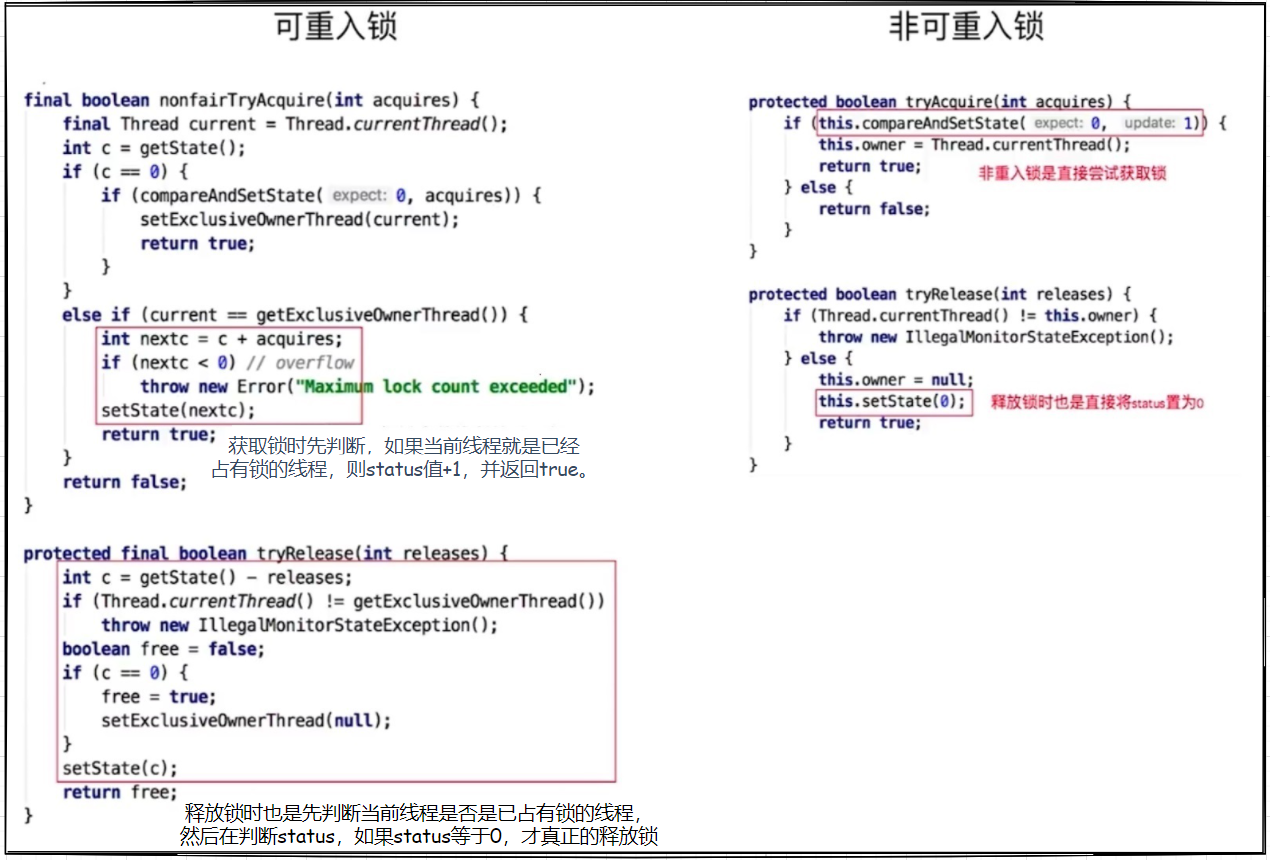 可重入锁
final boolean nonfairTryAcquire(int acquires) {
final Thread current = Thread.currentThread();
int c = getState();
if (c == 0) {
if (compareAndSetState( expect: 0, acquires)) {
setExclusiveOwnerThread(current);
return true;
}
}
else if (current == getExclusiveOwnerThread()) {
int nextc = c + acquires;
if (nextc < 0) // overflow
throw new Error("Maximum lock count exceeded");
setState(nextc);
return true;
获取锁时先判断，如果当前线程就是已经
占有锁的线程，则status值+1，并返回true。
}
return false;
}
protected final boolean tryRelease(int releases) {
int c = getState() - releases;
if (Thread.currentThread() != getExclusiveOwnerThread())
throw new IllegalMonitorStateException();
boolean free = false;
if (c == 0) {
free = true;
setExclusiveOwnerThread(null);
}
setState(c);
return free;
}
释放锁时也是先判断当前线程是否是已占有锁的线程，
然后在判断status，如果status等于0，才真正的释放锁
非可重入锁
protected boolean tryAcquire(int acquires) {
if (this.compareAndSetState( expect: 0, update: 1)) {
this.owner = Thread.currentThread();
return true;
非重入锁是直接尝试获取锁
} else {
return false;
}
}
protected boolean tryRelease(int releases) {
if (Thread.currentThread() != this.owner) {
throw new IllegalMonitorStateException();
} else {
this.owner = null;
this.setState(0);
释放锁时也是直接将status置为0
return true;
}
}